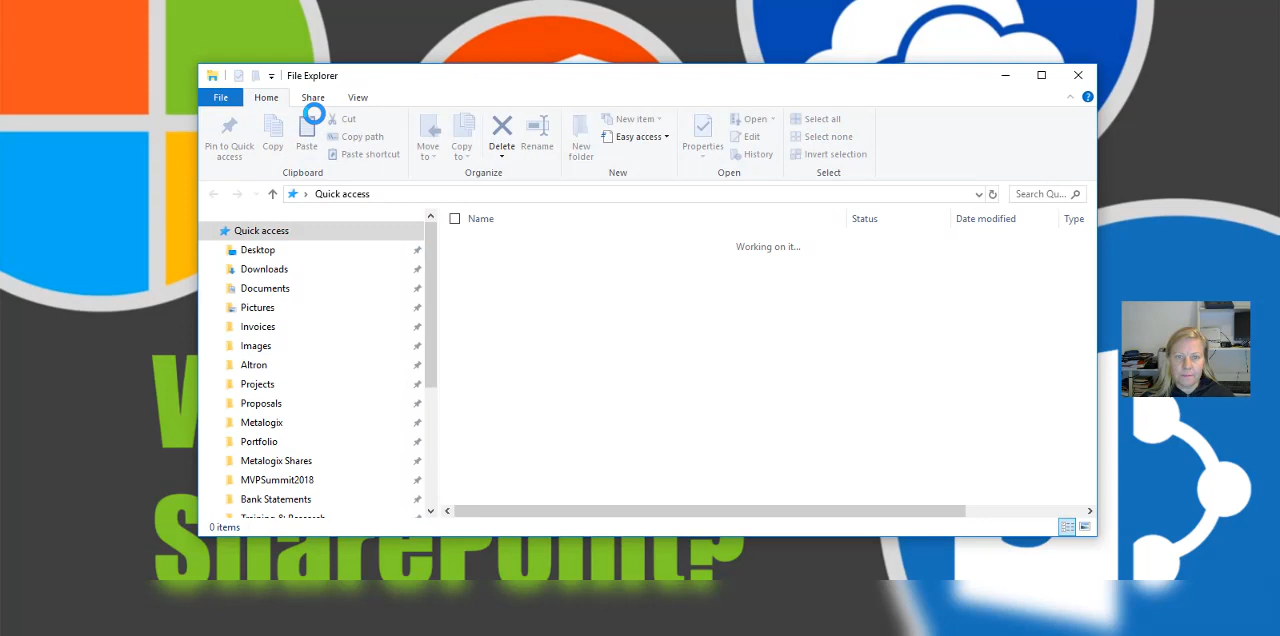 File Explorer
File Home Share View
Pin to Quick access
Copy
Paste
Cut
Copy path
Paste shortcut
Clipboard
Move to
Copy to
Delete
Rename
Organize
New folder
New item
Easy access
New
Properties
Open
Edit
History
Open
Select all
Select none
Invert selection
Select
Quick access
Search Qu...
Name Status Date modified Type
Working on it...
Quick access
Desktop
Downloads
Documents
Pictures
Invoices
Images
Altron
Projects
Proposals
Metalogix
Portfolio
Metalogix Shares
MVPSummit2018
Bank Statements
Training & Research
0 items
SharePoint?